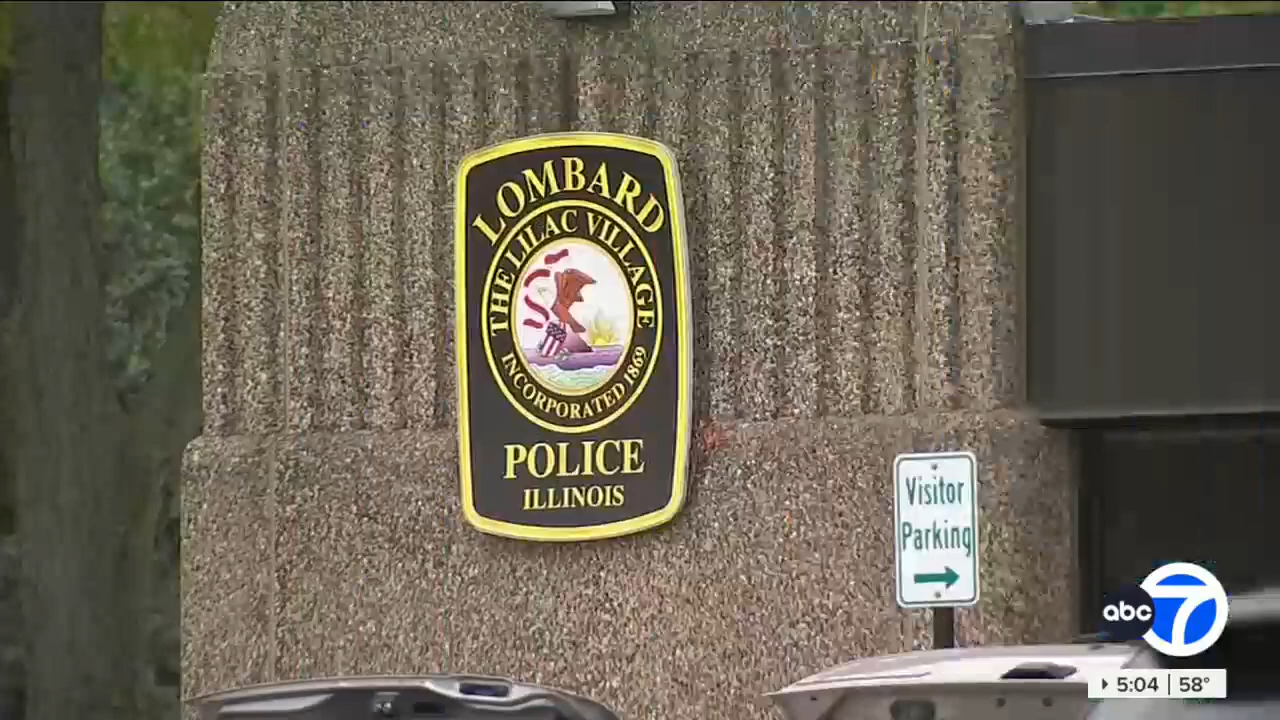 LOMBARD
THE LILAC VILLAGE
INCORPORATED 1869
POLICE
ILLINOIS
Visitor
Parking
abc 7
5:04 | 58°